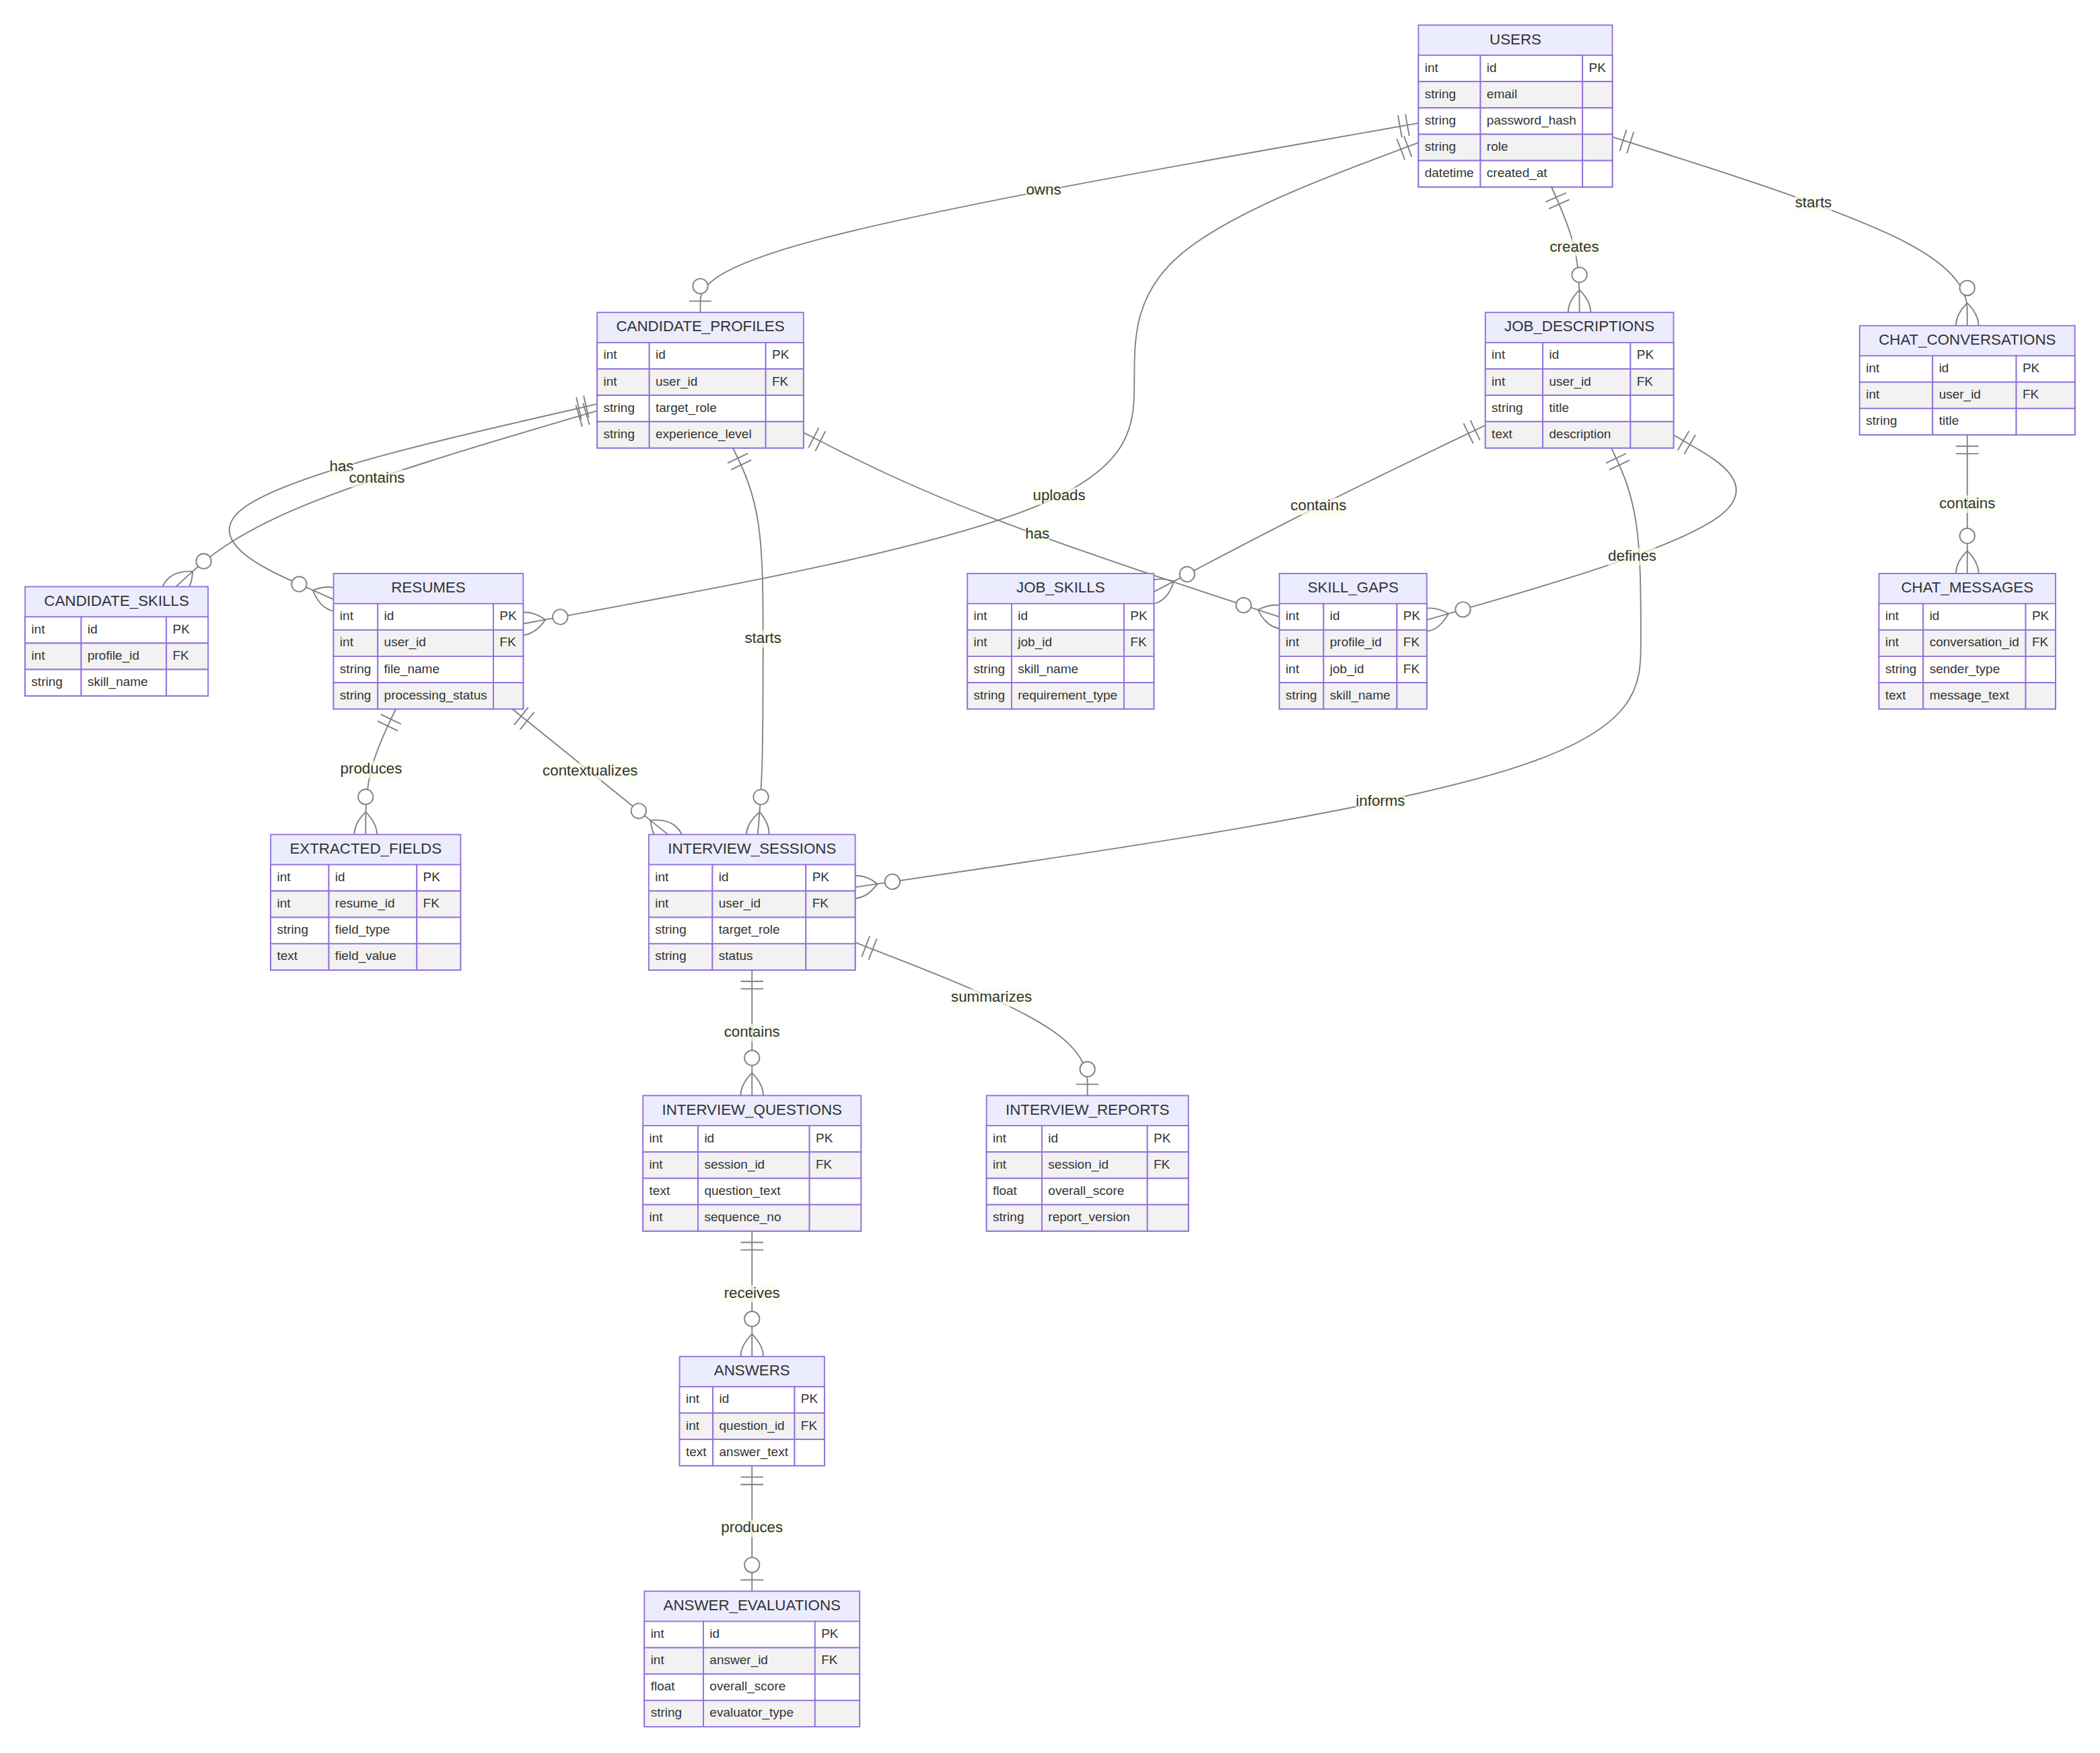 USERS
int id PK
string email
string password_hash
string role
datetime created_at
owns
starts
creates
CANDIDATE_PROFILES
int id PK
int user_id FK
string target_role
string experience_level
JOB_DESCRIPTIONS
int id PK
int user_id FK
string title
text description
CHAT_CONVERSATIONS
int id PK
int user_id FK
string title
has
contains
uploads
has
contains
defines
contains
CANDIDATE_SKILLS
int id PK
int profile_id FK
string skill_name
RESUMES
int id PK
int user_id FK
string file_name
string processing_status
starts
JOB_SKILLS
int id PK
int job_id FK
string skill_name
string requirement_type
SKILL_GAPS
int id PK
int profile_id FK
int job_id FK
string skill_name
CHAT_MESSAGES
int id PK
int conversation_id FK
string sender_type
text message_text
produces
contextualizes
informs
EXTRACTED_FIELDS
int id PK
int resume_id FK
string field_type
text field_value
INTERVIEW_SESSIONS
int id PK
int user_id FK
string target_role
string status
summarizes
contains
INTERVIEW_QUESTIONS
int id PK
int session_id FK
text question_text
int sequence_no
INTERVIEW_REPORTS
int id PK
int session_id FK
float overall_score
string report_version
receives
ANSWERS
int id PK
int question_id FK
text answer_text
produces
ANSWER_EVALUATIONS
int id PK
int answer_id FK
float overall_score
string evaluator_type